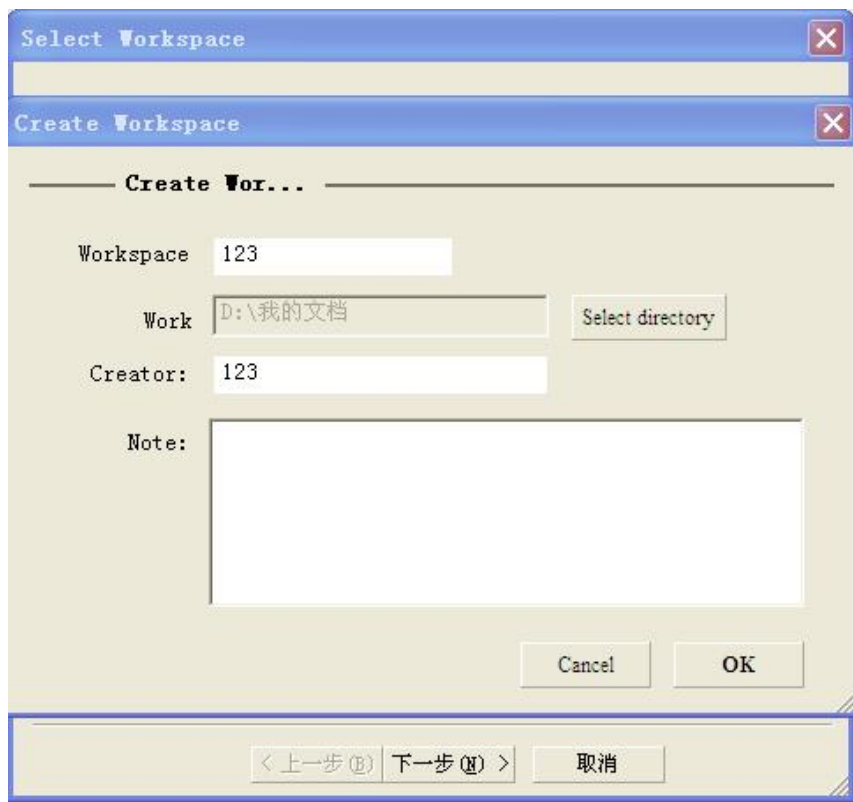 Select Workspace
Create Workspace
Create Wor...
Workspace 123
Work D:\我的文档 Select directory
Creator: 123
Note:
Cancel OK
< 上一步(B) 下一步(N) > 取消